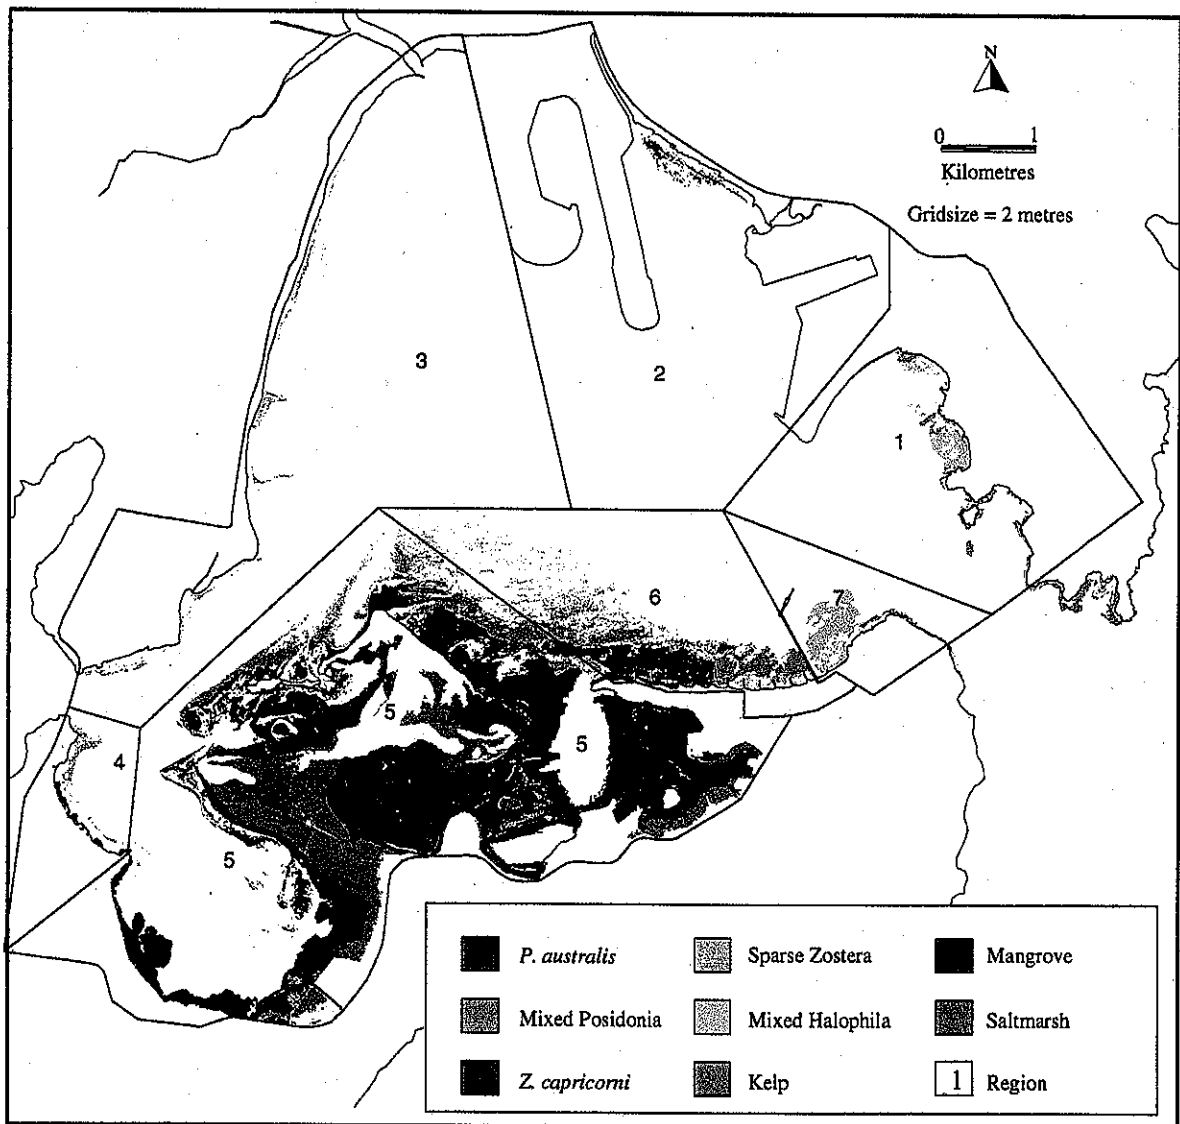 N
0 1
Kilometres
Gridsize = 2 metres
3
2
1
6
7
5
5
4
5
P. australis
Sparse Zostera
Mangrove
Mixed Posidonia
Mixed Halophila
Saltmarsh
Z. capricorni
Kelp
1 Region